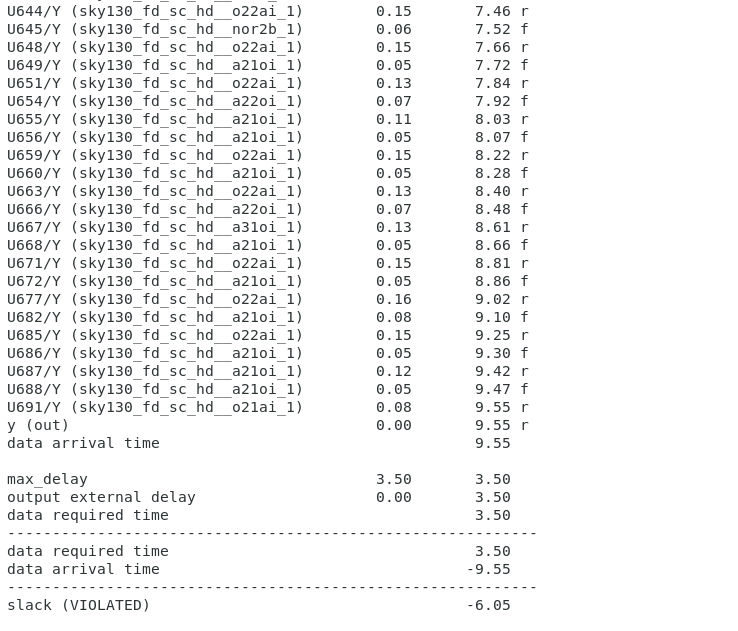 U644/Y (sky130_fd_sc_hd__o22ai_1) 0.15 7.46 r
U645/Y (sky130_fd_sc_hd__nor2b_1) 0.06 7.52 f
U648/Y (sky130_fd_sc_hd__o22ai_1) 0.15 7.66 r
U649/Y (sky130_fd_sc_hd__a21oi_1) 0.05 7.72 f
U651/Y (sky130_fd_sc_hd__o22ai_1) 0.13 7.84 r
U654/Y (sky130_fd_sc_hd__a22oi_1) 0.07 7.92 f
U655/Y (sky130_fd_sc_hd__a21oi_1) 0.11 8.03 r
U656/Y (sky130_fd_sc_hd__a21oi_1) 0.05 8.07 f
U659/Y (sky130_fd_sc_hd__o22ai_1) 0.15 8.22 r
U660/Y (sky130_fd_sc_hd__a21oi_1) 0.05 8.28 f
U663/Y (sky130_fd_sc_hd__o22ai_1) 0.13 8.40 r
U666/Y (sky130_fd_sc_hd__a22oi_1) 0.07 8.48 f
U667/Y (sky130_fd_sc_hd__a31oi_1) 0.13 8.61 r
U668/Y (sky130_fd_sc_hd__a21oi_1) 0.05 8.66 f
U671/Y (sky130_fd_sc_hd__o22ai_1) 0.15 8.81 r
U672/Y (sky130_fd_sc_hd__a21oi_1) 0.05 8.86 f
U677/Y (sky130_fd_sc_hd__o22ai_1) 0.16 9.02 r
U682/Y (sky130_fd_sc_hd__a21oi_1) 0.08 9.10 f
U685/Y (sky130_fd_sc_hd__o22ai_1) 0.15 9.25 r
U686/Y (sky130_fd_sc_hd__a21oi_1) 0.05 9.30 f
U687/Y (sky130_fd_sc_hd__a21oi_1) 0.12 9.42 r
U688/Y (sky130_fd_sc_hd__a21oi_1) 0.05 9.47 f
U691/Y (sky130_fd_sc_hd__o21ai_1) 0.08 9.55 r
y (out) 0.00 9.55 r
data arrival time 9.55
max_delay 3.50 3.50
output external delay 0.00 3.50
data required time 3.50
-----------------------------------------------------------
data required time 3.50
data arrival time -9.55
-----------------------------------------------------------
slack (VIOLATED) -6.05